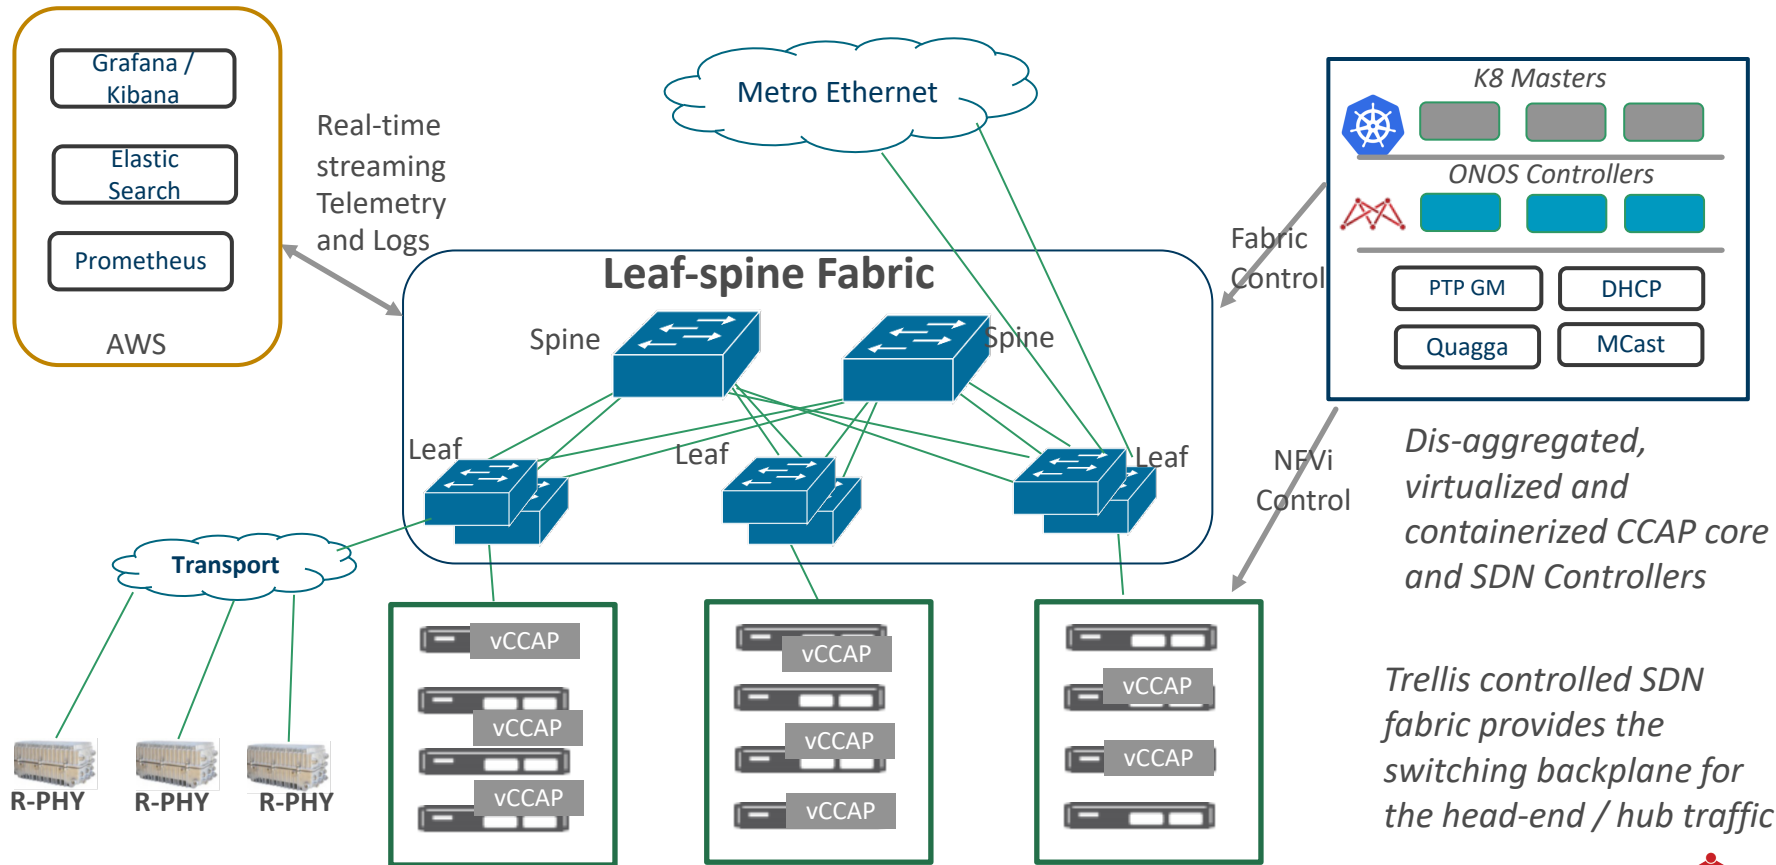 Grafana /
Kibana
Elastic
Search
Prometheus
AWS
Real-time
streaming
Telemetry
and Logs
Metro Ethernet
K8 Masters
ONOS Controllers
PTP GM
DHCP
Quagga
MCast
Fabric
Control
NFVi
Control
Leaf-spine Fabric
Spine
Spine
Leaf
Leaf
Leaf
Transport
R-PHY
R-PHY
R-PHY
vCCAP
vCCAP
vCCAP
vCCAP
vCCAP
vCCAP
vCCAP
vCCAP
Dis-aggregated,
virtualized and
containerized CCAP core
and SDN Controllers
Trellis controlled SDN
fabric provides the
switching backplane for
the head-end / hub traffic